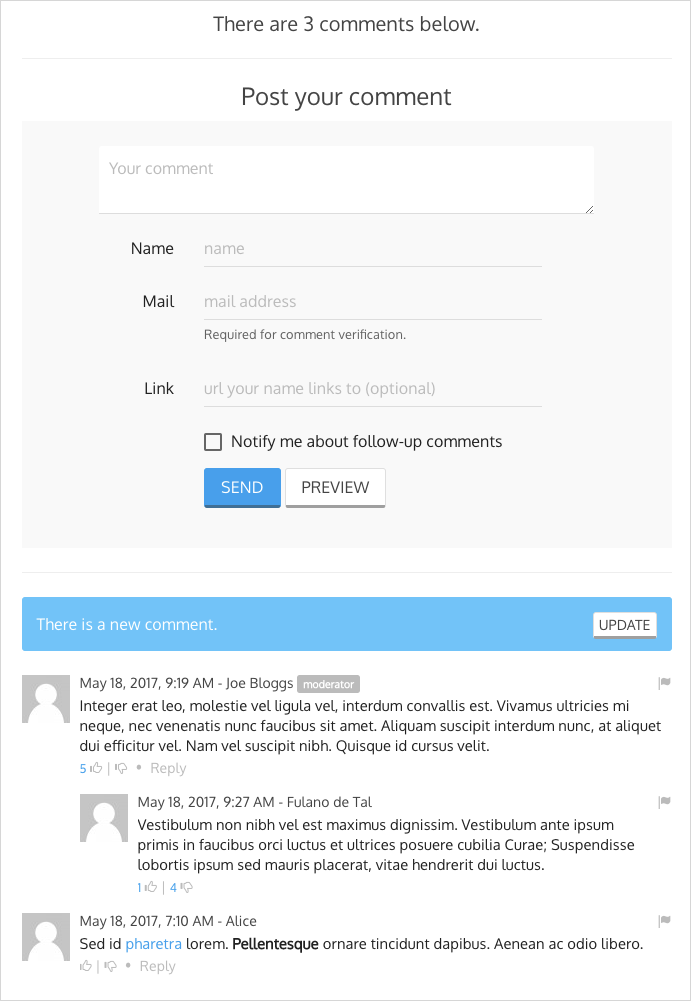 There are 3 comments below.
Post your comment
Your comment
Name name
Mail mail address
Required for comment verification.
Link url your name links to (optional)
Notify me about follow-up comments
SEND PREVIEW
There is a new comment. UPDATE
May 18, 2017, 9:19 AM - Joe Bloggs moderator
Integer erat leo, molestie vel ligula vel, interdum convallis est. Vivamus ultricies mi
neque, nec venenatis nunc faucibus sit amet. Aliquam suscipit interdum nunc, at aliquet
dui efficitur vel. Nam vel suscipit nibh. Quisque id cursus velit.
5 | • Reply
May 18, 2017, 9:27 AM - Fulano de Tal
Vestibulum non nibh vel est maximus dignissim. Vestibulum ante ipsum
primis in faucibus orci luctus et ultrices posuere cubilia Curae; Suspendisse
lobortis ipsum sed mauris placerat, vitae hendrerit dui luctus.
1 | 4
May 18, 2017, 7:10 AM - Alice
Sed id pharetra lorem. Pellentesque ornare tincidunt dapibus. Aenean ac odio libero.
| • Reply